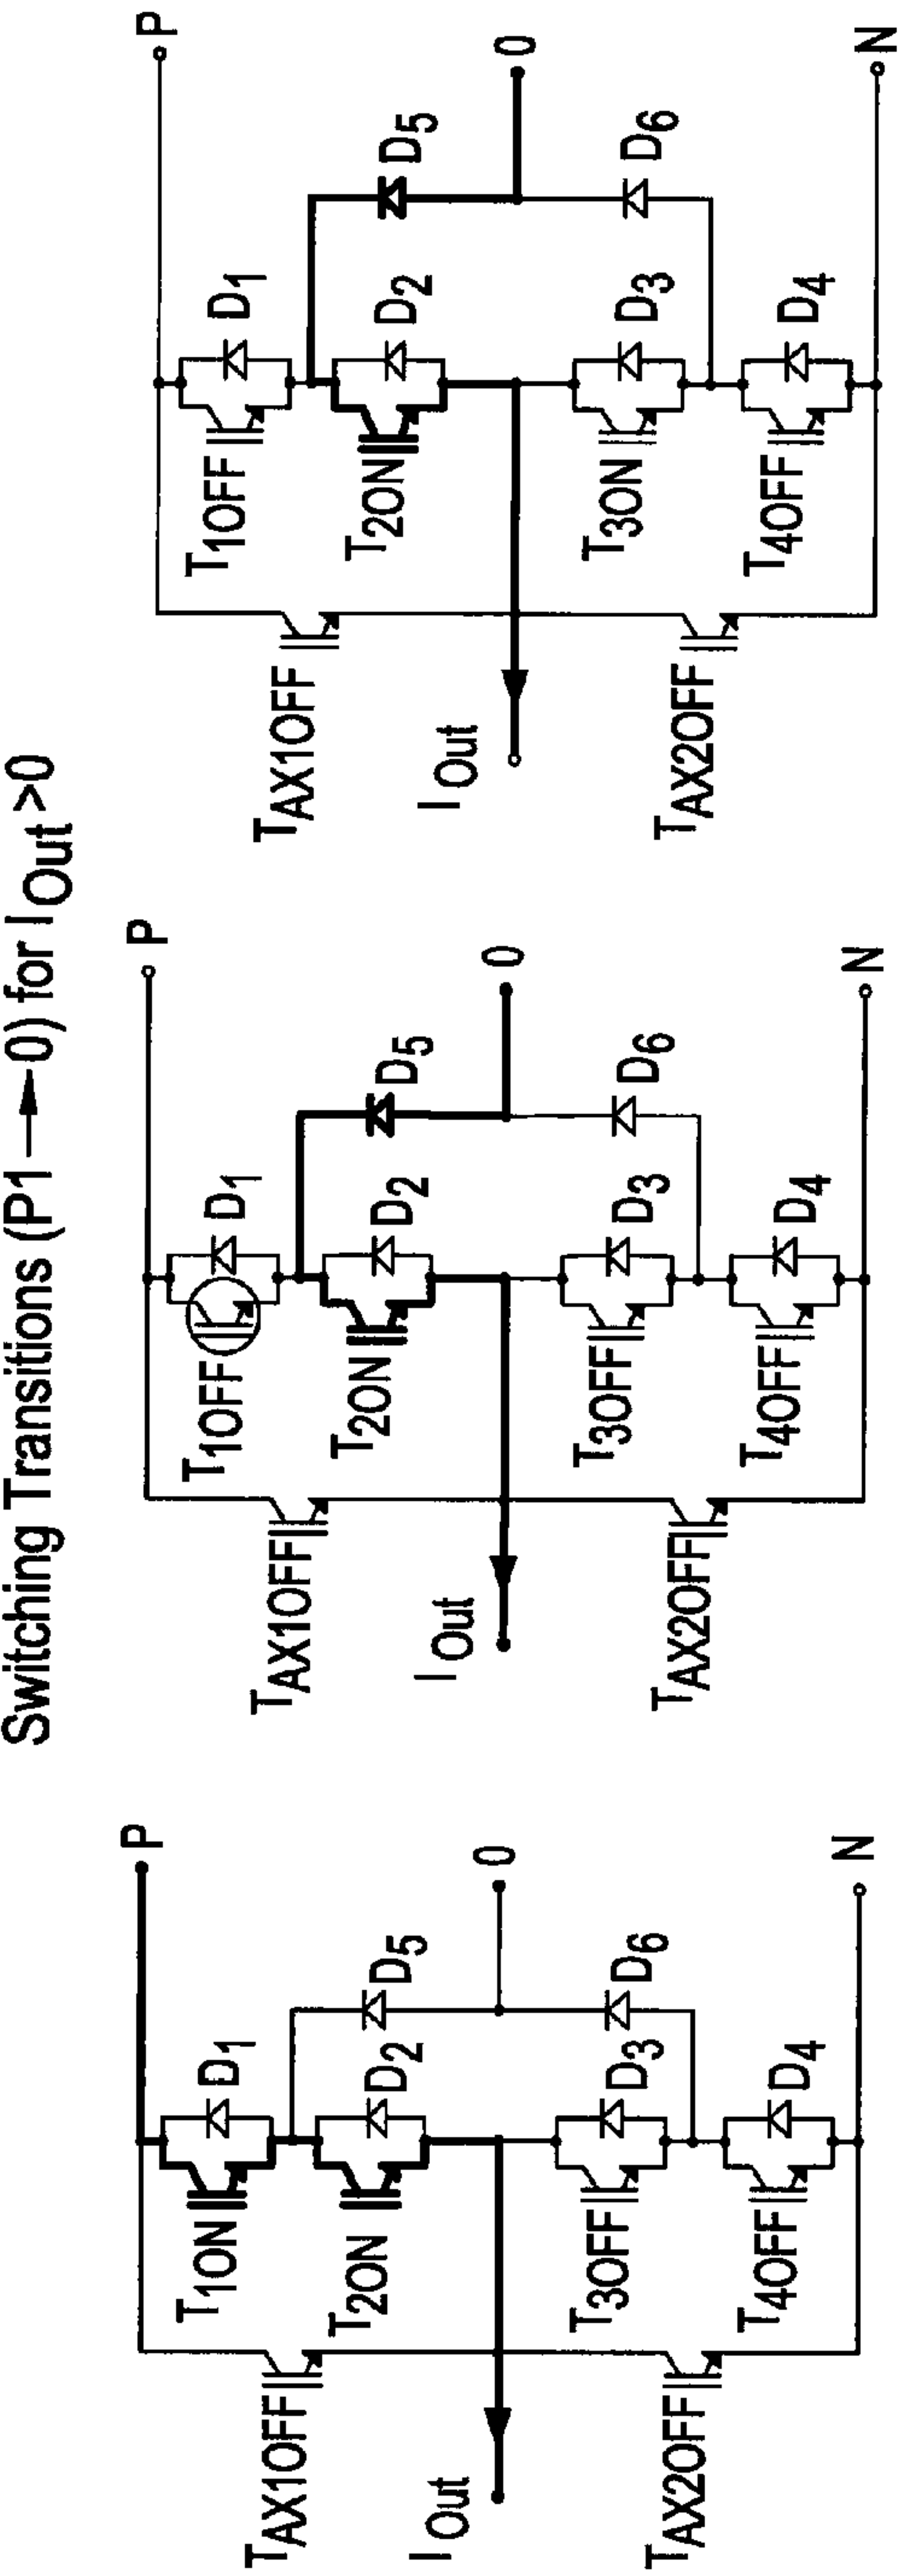 Switching Transitions (P1→0) for IOut >0
TAX1OFF
T1ON
D1
P
T2ON
D2
D5
IOut
0
T3OFF
D3
D6
TAX2OFF
T4OFF
D4
N
TAX1OFF
T1OFF
D1
P
T2ON
D2
D5
IOut
0
T3OFF
D3
D6
TAX2OFF
T4OFF
D4
N
TAX1OFF
T1OFF
D1
P
T2ON
D2
D5
IOut
0
T3ON
D3
D6
TAX2OFF
T4OFF
D4
N